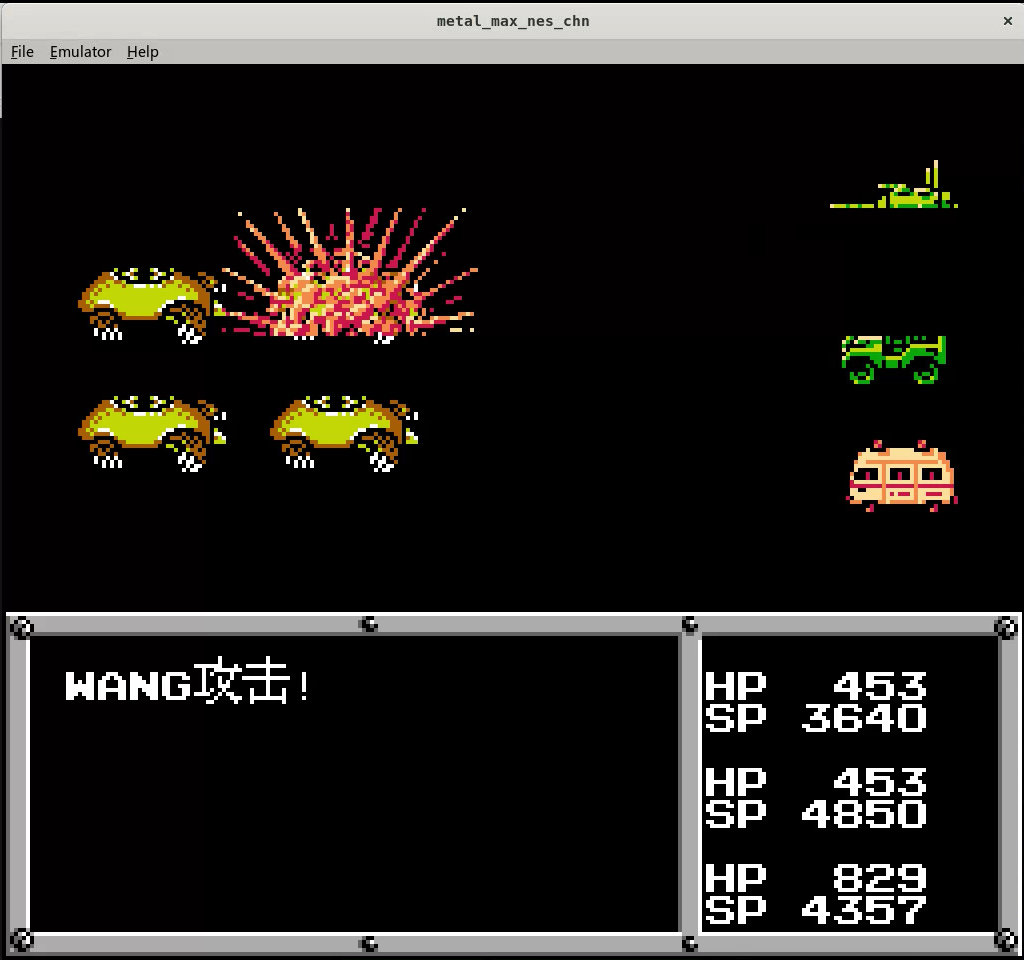 metal_max_nes_chn
×
File Emulator Help
WANG攻击!
HP 453
SP 3640
HP 453
SP 4850
HP 829
SP 4357